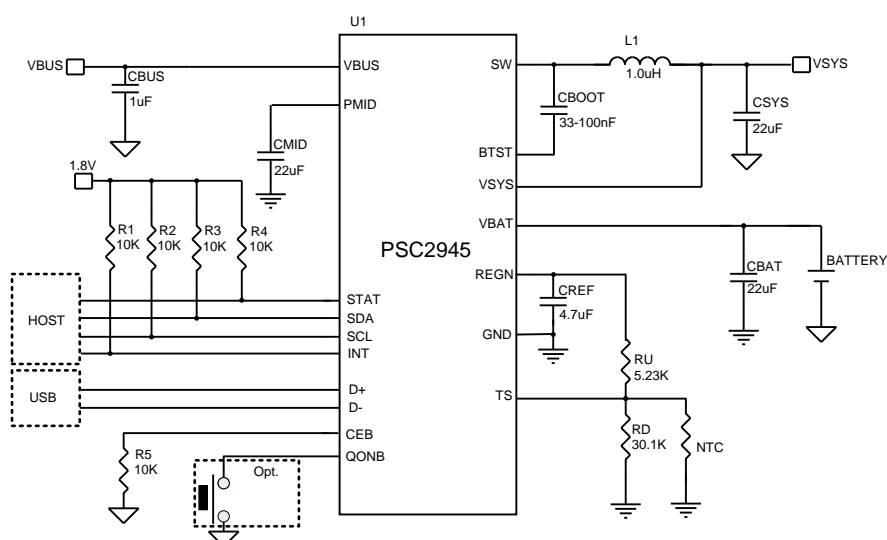 U1
VBUS
CBUS
1uF
VBUS
PMID
CMID
22uF
1.8V
R1
10K
R2
10K
R3
10K
R4
10K
HOST
STAT
SDA
SCL
INT
USB
D+
D-
CEB
R5
10K
QONB
Opt.
PSC2945
SW
L1
1.0uH
VSYS
CBOOT
33-100nF
CSYS
22uF
BTST
VSYS
VBAT
CBAT
22uF
BATTERY
REGN
CREF
4.7uF
GND
RU
5.23K
TS
RD
30.1K
NTC